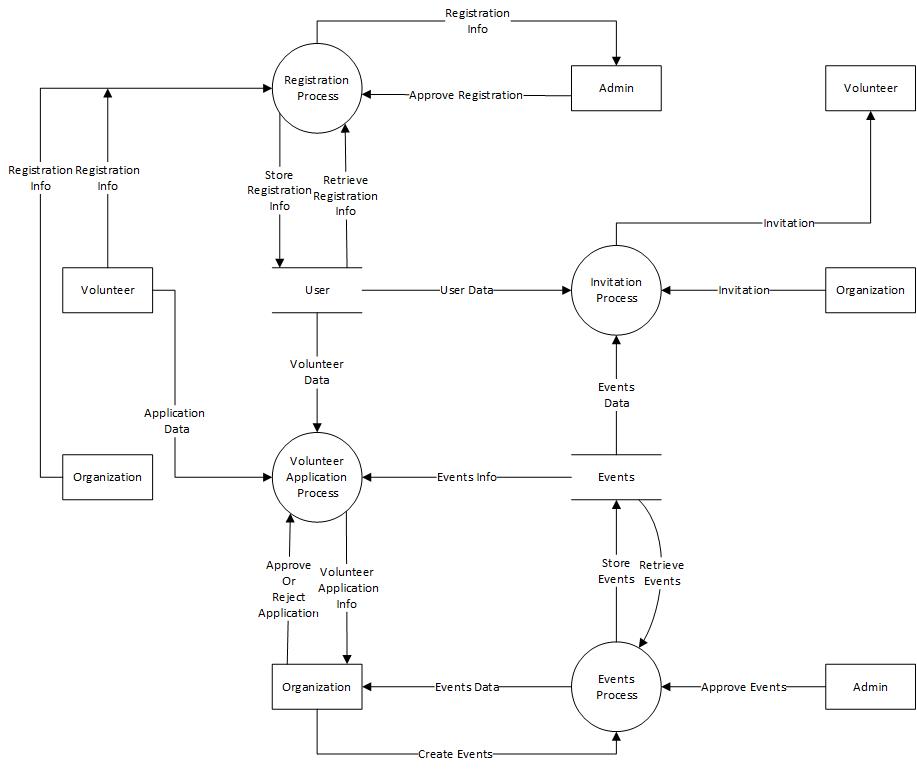 Registration
Info
Registration
Process
Admin
Volunteer
Approve Registration
Registration
Info
Registration
Info
Store
Registration
Info
Retrieve
Registration
Info
Invitation
Volunteer
User
User Data
Invitation
Process
Invitation
Organization
Volunteer
Data
Events
Data
Application
Data
Organization
Volunteer
Application
Process
Events Info
Events
Approve
Or
Reject
Application
Volunteer
Application
Info
Store
Events
Retrieve
Events
Organization
Events Data
Events
Process
Approve Events
Admin
Create Events